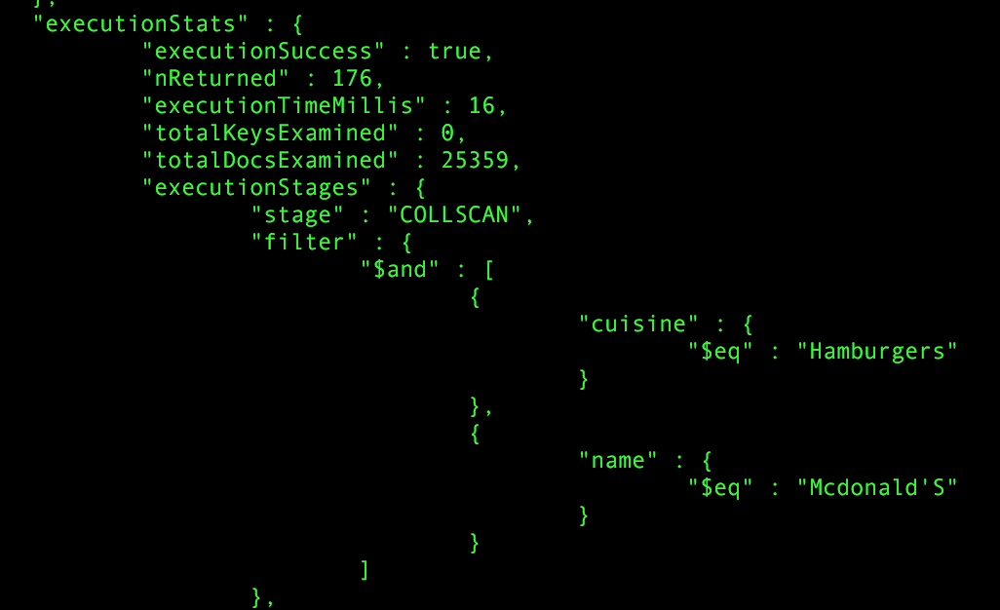 },
"executionStats" : {
"executionSuccess" : true,
"nReturned" : 176,
"executionTimeMillis" : 16,
"totalKeysExamined" : 0,
"totalDocsExamined" : 25359,
"executionStages" : {
"stage" : "COLLSCAN",
"filter" : {
"$and" : [
{
"cuisine" : {
"$eq" : "Hamburgers"
}
},
{
"name" : {
"$eq" : "Mcdonald'S"
}
}
]
},